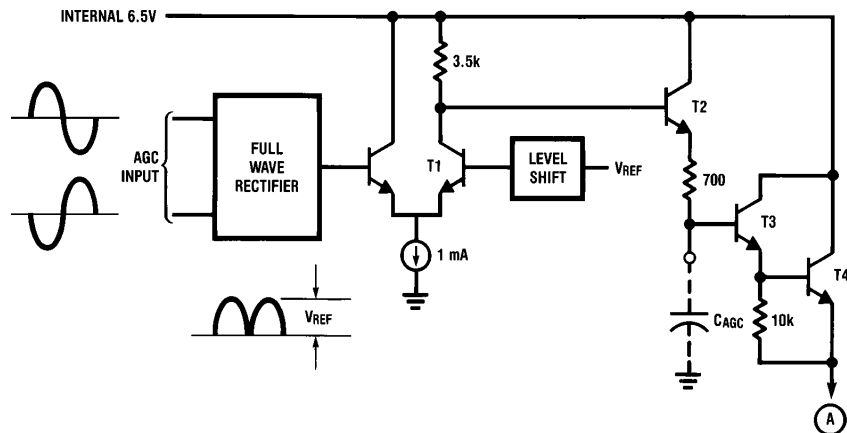 INTERNAL 6.5V
3.5k
T2
AGC
INPUT
FULL
WAVE
RECTIFIER
T1
LEVEL
SHIFT
VREF
700
T3
1 mA
T4
VREF
CAGC
10k
A